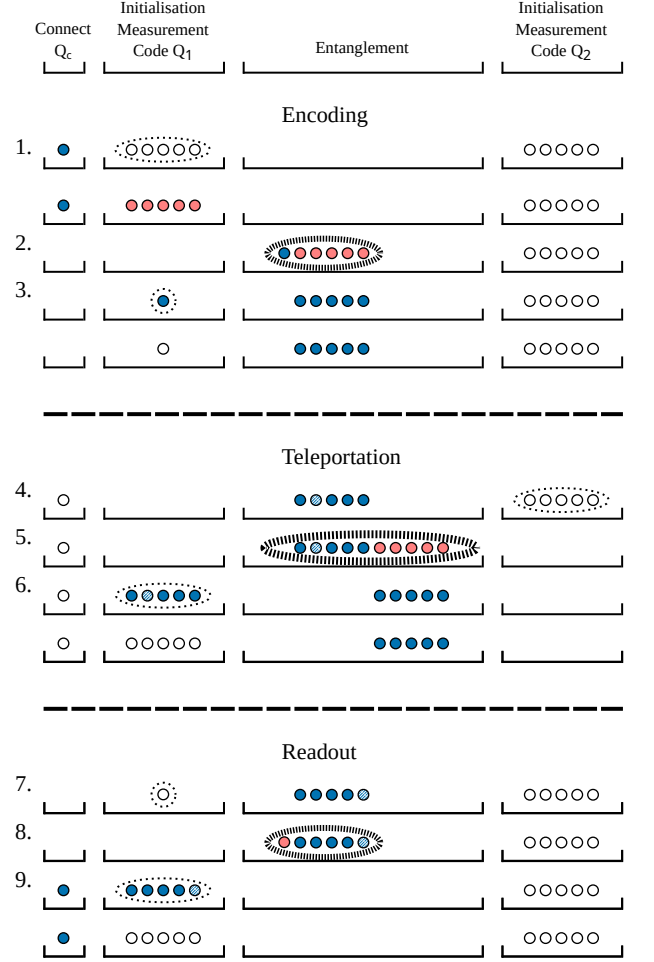 Connect
Qc
Initialisation
Measurement
Code Q1
Entanglement
Initialisation
Measurement
Code Q2
Encoding
1.
2.
3.
Teleportation
4.
5.
6.
Readout
7.
8.
9.